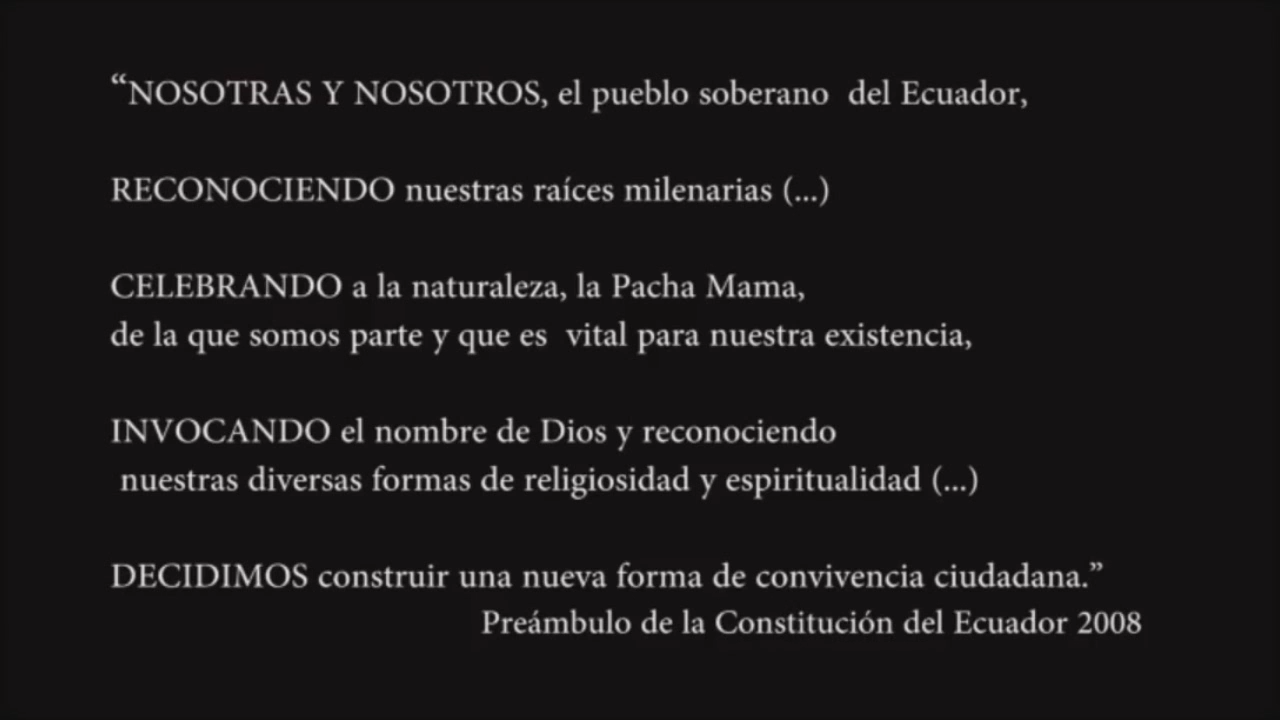 “NOSOTRAS Y NOSOTROS, el pueblo soberano del Ecuador,
RECONOCIENDO nuestras raíces milenarias (...)
CELEBRANDO a la naturaleza, la Pacha Mama,
de la que somos parte y que es vital para nuestra existencia,
INVOCANDO el nombre de Dios y reconociendo
nuestras diversas formas de religiosidad y espiritualidad (...)
DECIDIMOS construir una nueva forma de convivencia ciudadana.”
Preámbulo de la Constitución del Ecuador 2008